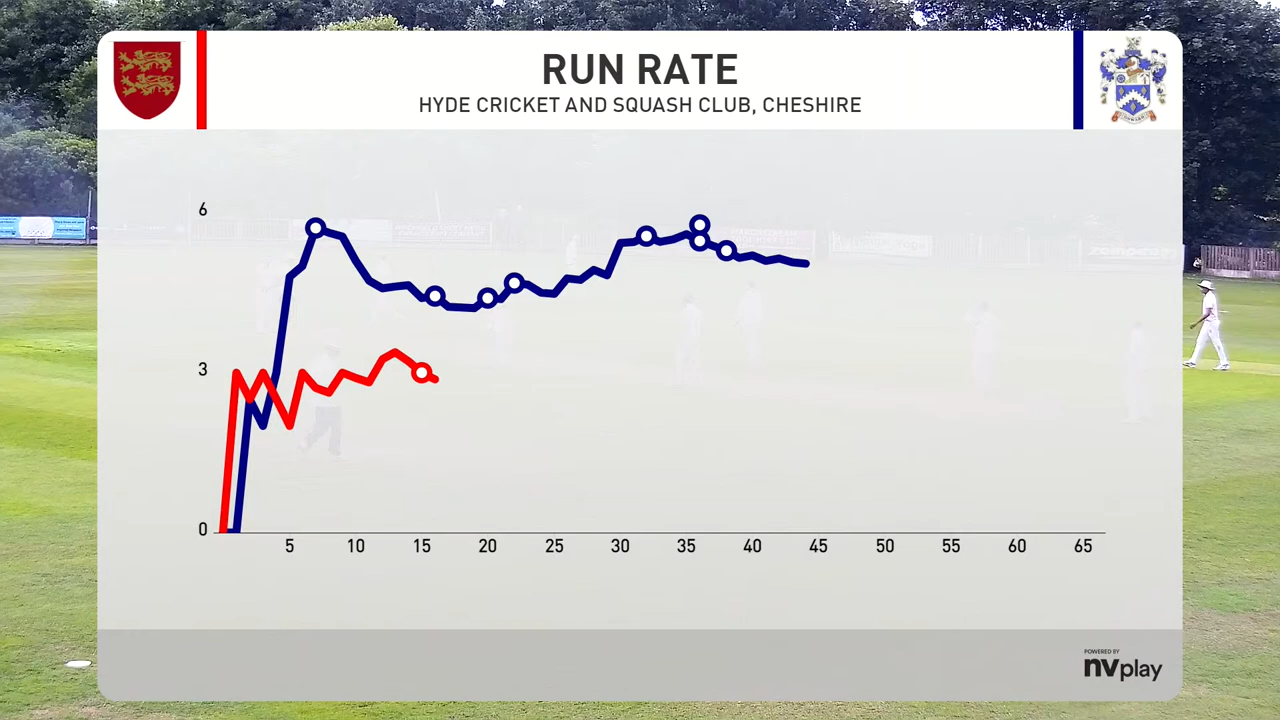 RUN RATE
HYDE CRICKET AND SQUASH CLUB, CHESHIRE
6
3
0
5 10 15 20 25 30 35 40 45 50 55 60 65
POWERED BY
nvplay